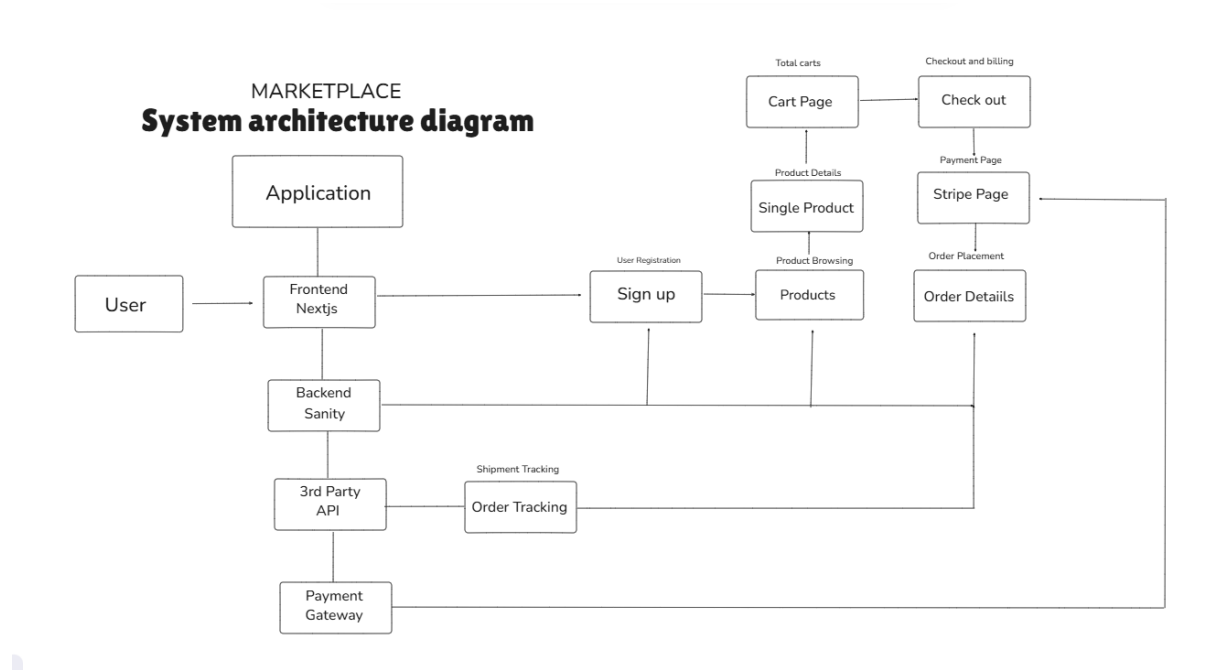 MARKETPLACE
System architecture diagram
Application
User
Frontend
Nextjs
Backend
Sanity
3rd Party
API
Payment
Gateway
Shipment Tracking
Order Tracking
User Registration
Sign up
Product Browsing
Products
Product Details
Single Product
Total carts
Cart Page
Checkout and billing
Check out
Payment Page
Stripe Page
Order Placement
Order Detaiils